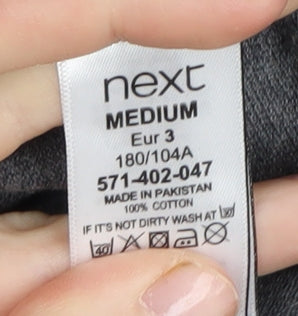 next
MEDIUM
Eur 3
180/104A
571-402-047
MADE IN PAKISTAN
100% COTTON
IF IT'S NOT DIRTY WASH AT 30
40